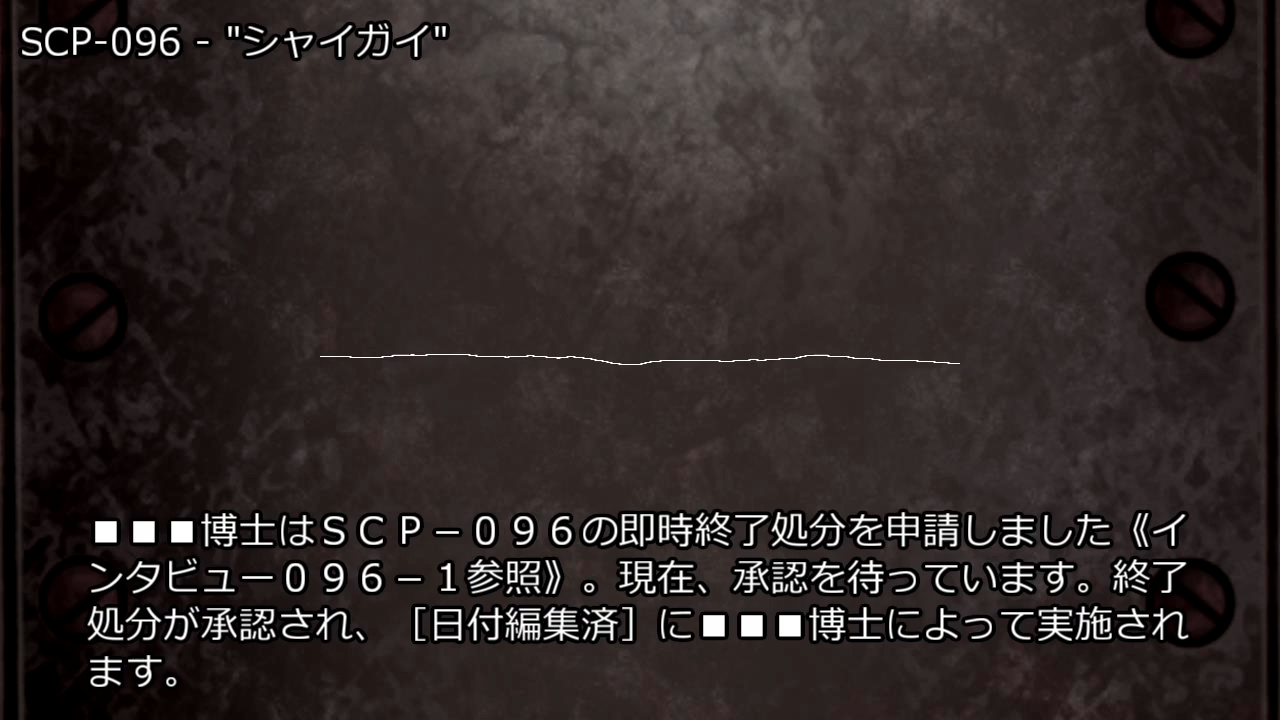 SCP-096 - "シャイガイ"
■■■博士はＳＣＰ－０９６の即時終了処分を申請しました《イ
ンタビュー０９６－１参照》。現在、承認を待っています。終了
処分が承認され、［日付編集済］に■■■博士によって実施され
ます。